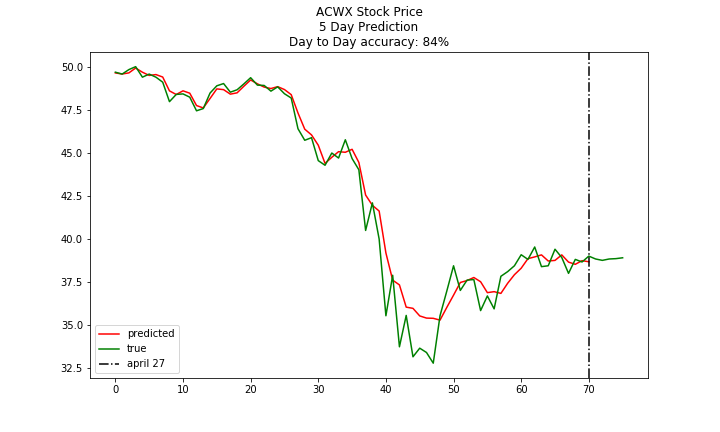 ACWX Stock Price
5 Day Prediction
Day to Day accuracy: 84%
50.0
47.5
45.0
42.5
40.0
37.5
35.0
32.5
predicted
true
april 27
0 10 20 30 40 50 60 70